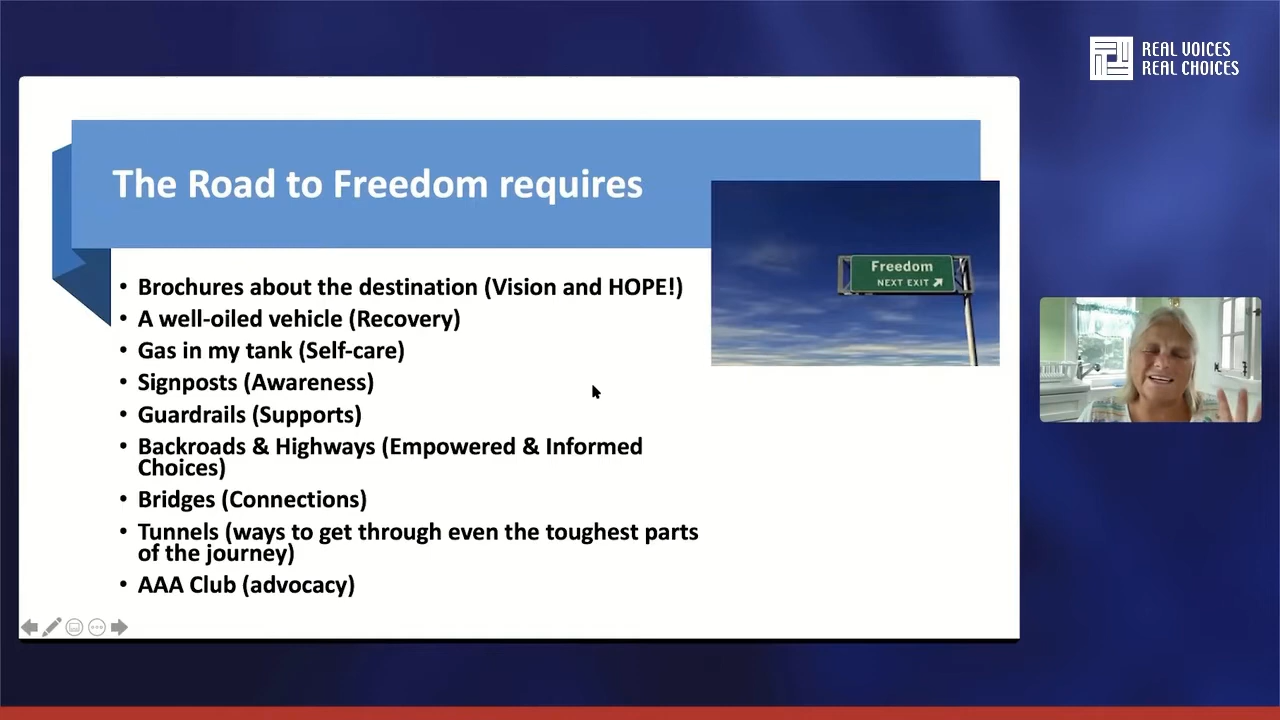 REAL VOICES
REAL CHOICES
The Road to Freedom requires
Freedom
NEXT EXIT
• Brochures about the destination (Vision and HOPE!)
• A well-oiled vehicle (Recovery)
• Gas in my tank (Self-care)
• Signposts (Awareness)
• Guardrails (Supports)
• Backroads & Highways (Empowered & Informed
Choices)
• Bridges (Connections)
• Tunnels (ways to get through even the toughest parts
of the journey)
• AAA Club (advocacy)